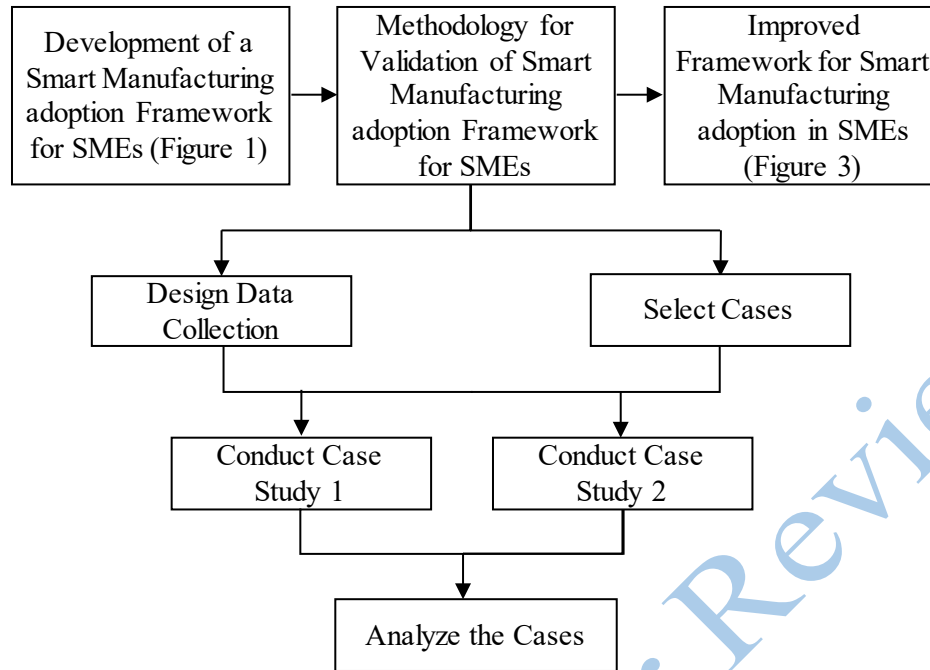 Development of a
Smart Manufacturing
adoption Framework
for SMEs (Figure 1)
Methodology for
Validation of Smart
Manufacturing
adoption Framework
for SMEs
Improved
Framework for Smart
Manufacturing
adoption in SMEs
(Figure 3)
Design Data
Collection
Select Cases
Conduct Case
Study 1
Conduct Case
Study 2
Analyze the Cases